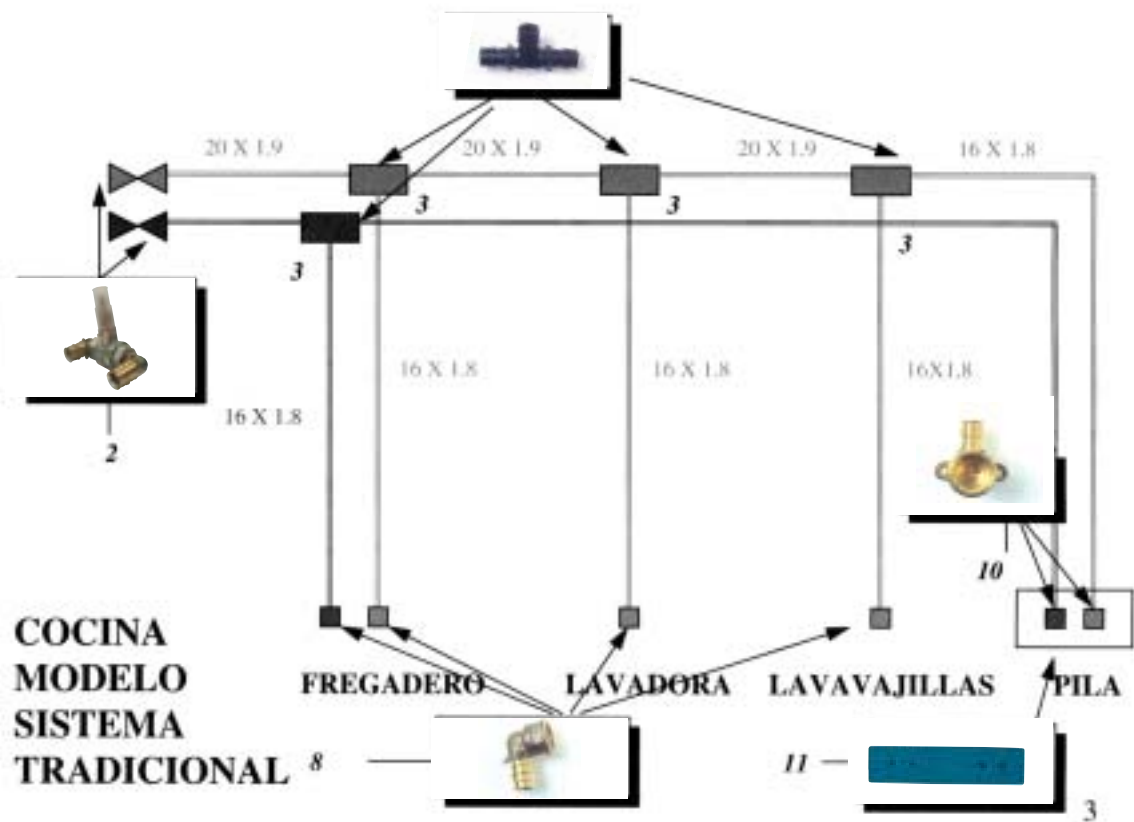 20 X 1.9
20 X 1.9
20 X 1.9
16 X 1.8
3
3
3
3
16 X 1.8
16 X 1.8
16X1.8
16 X 1.8
2
10
COCINA
MODELO
SISTEMA
TRADICIONAL
FREGADERO
LAVADORA
LAVAVAJILLAS
PILA
8
11
3